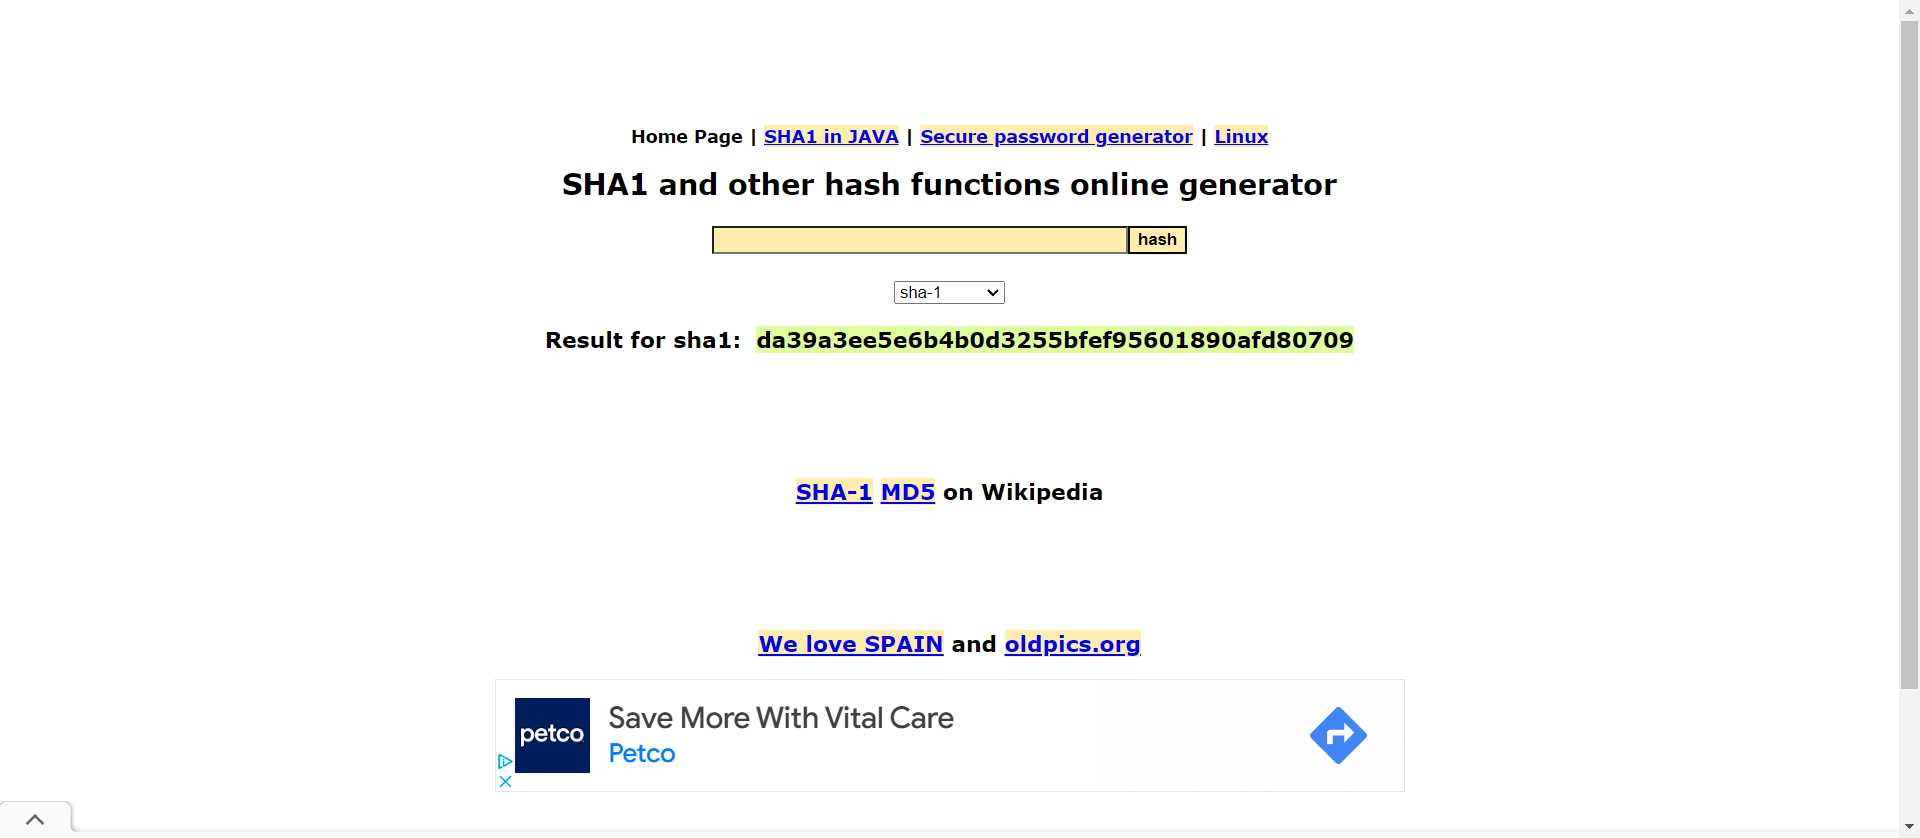 Home Page | SHA1 in JAVA | Secure password generator | Linux
SHA1 and other hash functions online generator
hash
sha-1
Result for sha1: da39a3ee5e6b4b0d3255bfef95601890afd80709
SHA-1 MD5 on Wikipedia
We love SPAIN and oldpics.org
petco
Save More With Vital Care
Petco